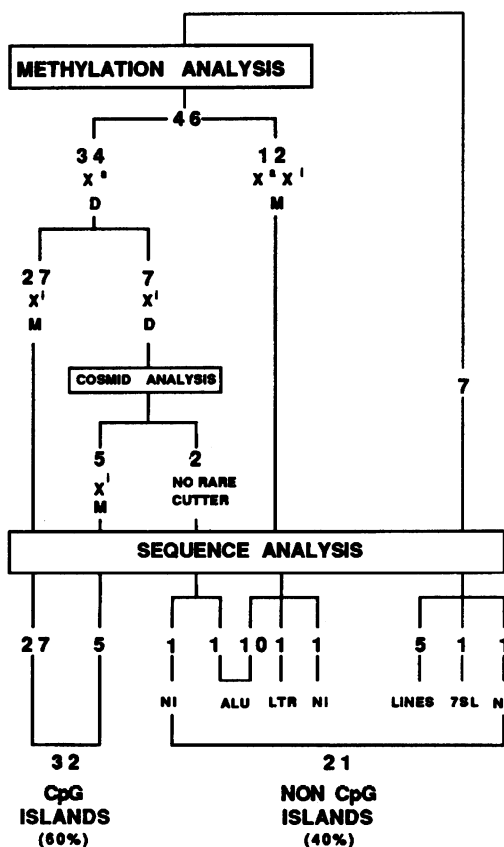 METHYLATION ANALYSIS
46
34 12
Xª XªXⁱ
D M
27 7
Xⁱ Xⁱ
M D
COSMID ANALYSIS
7
5 2
Xⁱ NO RARE
M CUTTER
SEQUENCE ANALYSIS
27 5 1 1 10 1 1 5 1 1
NI ALU LTR NI LINES 7SL N
32 21
CpG NON CpG
ISLANDS ISLANDS
(60%) (40%)